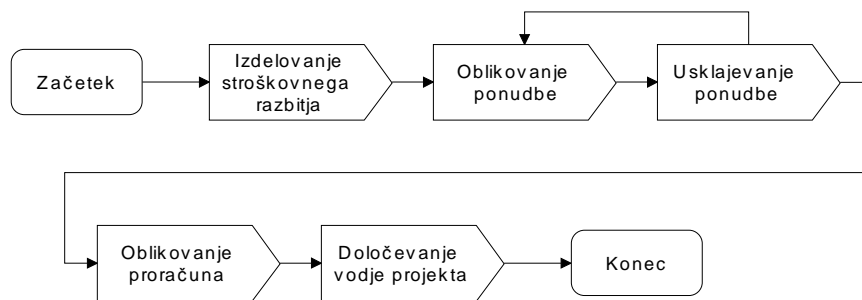 Začetek
Izdelovanje
stroškovnega
razbitja
Oblikovanje
ponudbe
Usklajevanje
ponudbe
Oblikovanje
proračuna
Določevanje
vodje projekta
Konec